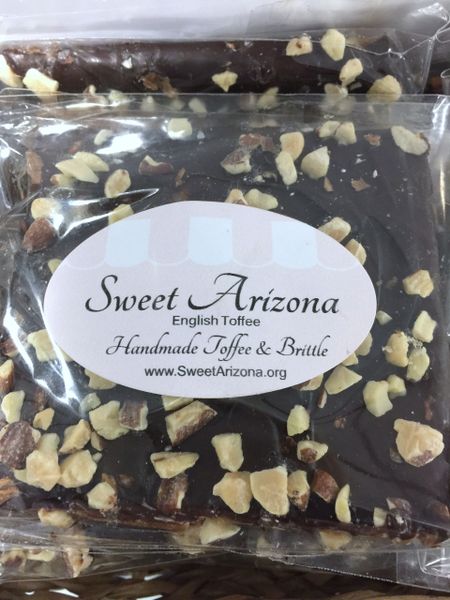 Sweet Arizona
English Toffee
Handmade Toffee & Brittle
www.SweetArizona.org